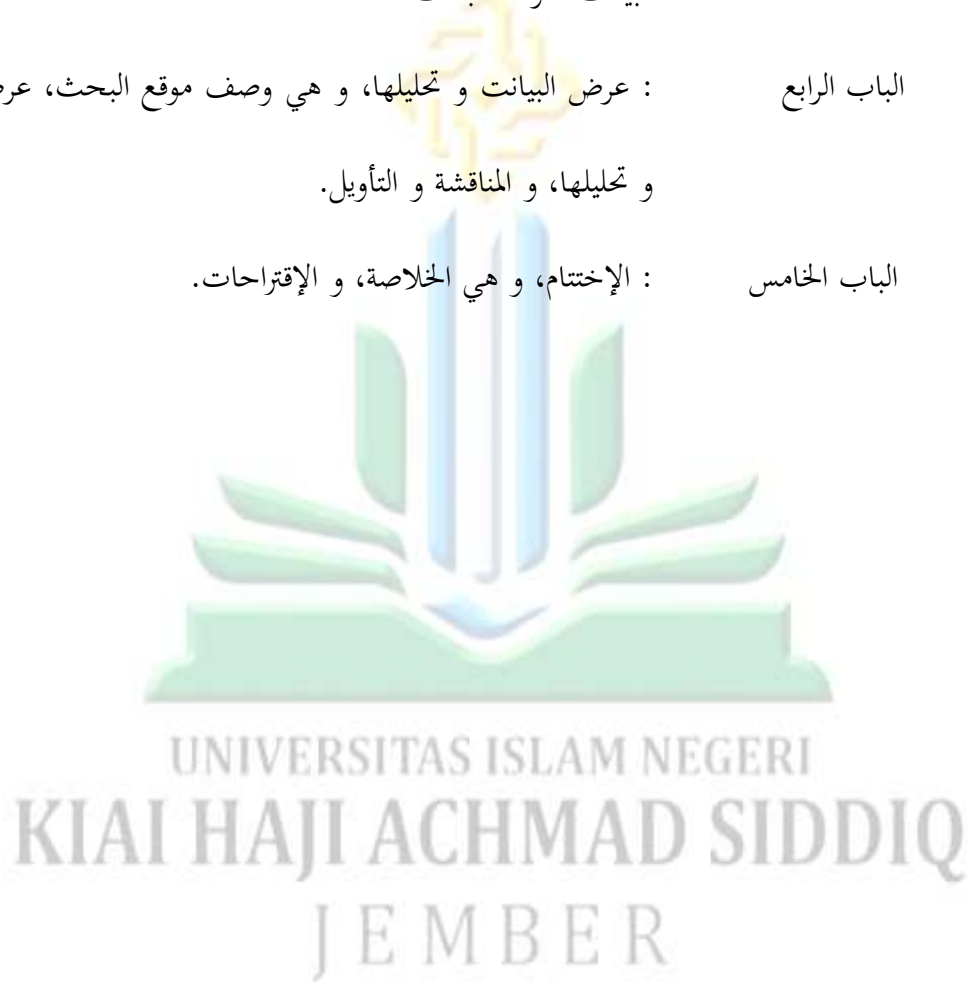 الباب الرابع : عرض البيانت و تحليلها، و هي وصف موقع البحث،
و تحليلها، و المناقشة و التأويل.
الباب الخامس : الإختتام، و هي الخلاصة، و الإقتراحات.
UNIVERSITAS ISLAM NEGERI
KIAI HAJI ACHMAD SIDDIQ
JEMBER